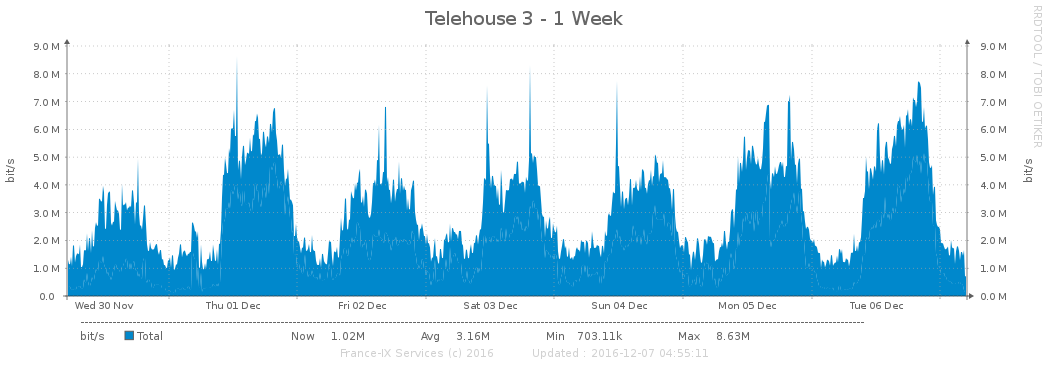 Telehouse 3 - 1 Week
RRDTOOL / TOBI OETIKER
bit/s
9.0 M 9.0 M
8.0 M 8.0 M
7.0 M 7.0 M
6.0 M 6.0 M
5.0 M 5.0 M
4.0 M 4.0 M
3.0 M 3.0 M
2.0 M 2.0 M
1.0 M 1.0 M
0.0 0.0 M
bit/s
Wed 30 Nov Thu 01 Dec Fri 02 Dec Sat 03 Dec Sun 04 Dec Mon 05 Dec Tue 06 Dec
bit/s Total Now 1.02M Avg 3.16M Min 703.11k Max 8.63M
France-IX Services (c) 2016 Updated : 2016-12-07 04:55:11